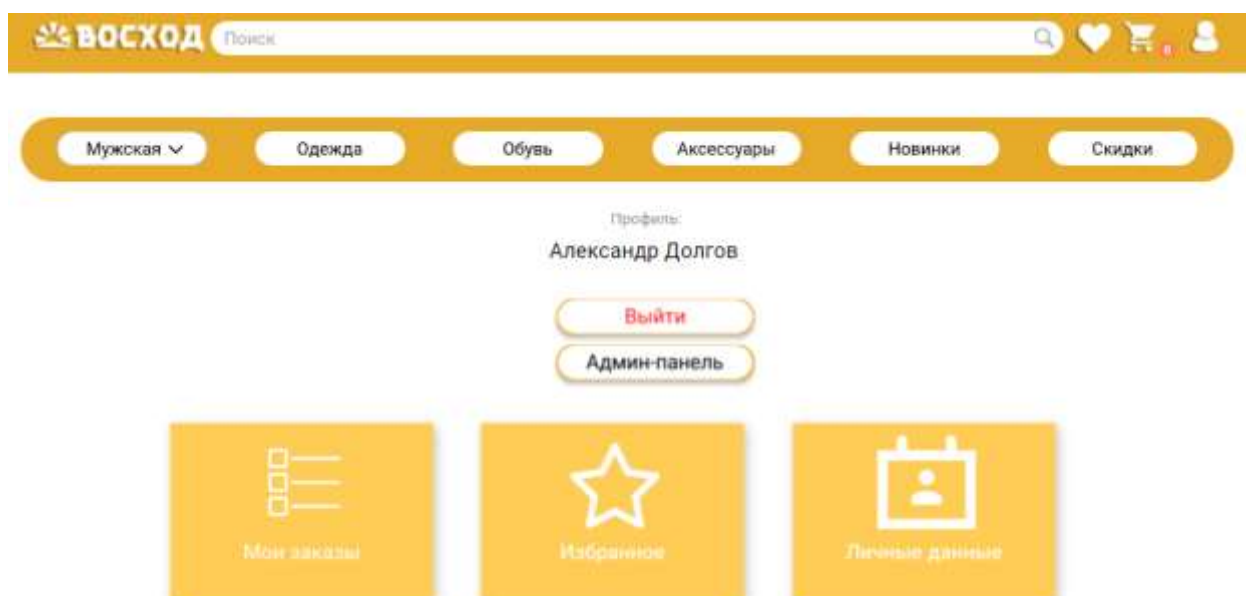 ВОСХОД Поиск 0
Мужская Одежда Обувь Аксессуары Новинки Скидки
Профиль:
Александр Долгов
Выйти
Админ-панель
Мои заказы Избранное Личные данные